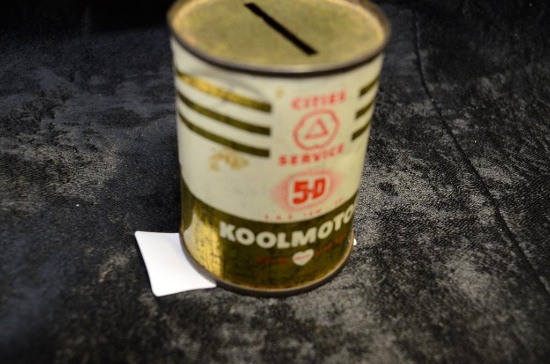 CITIES
SERVICE
5-D
KOOLMOTO